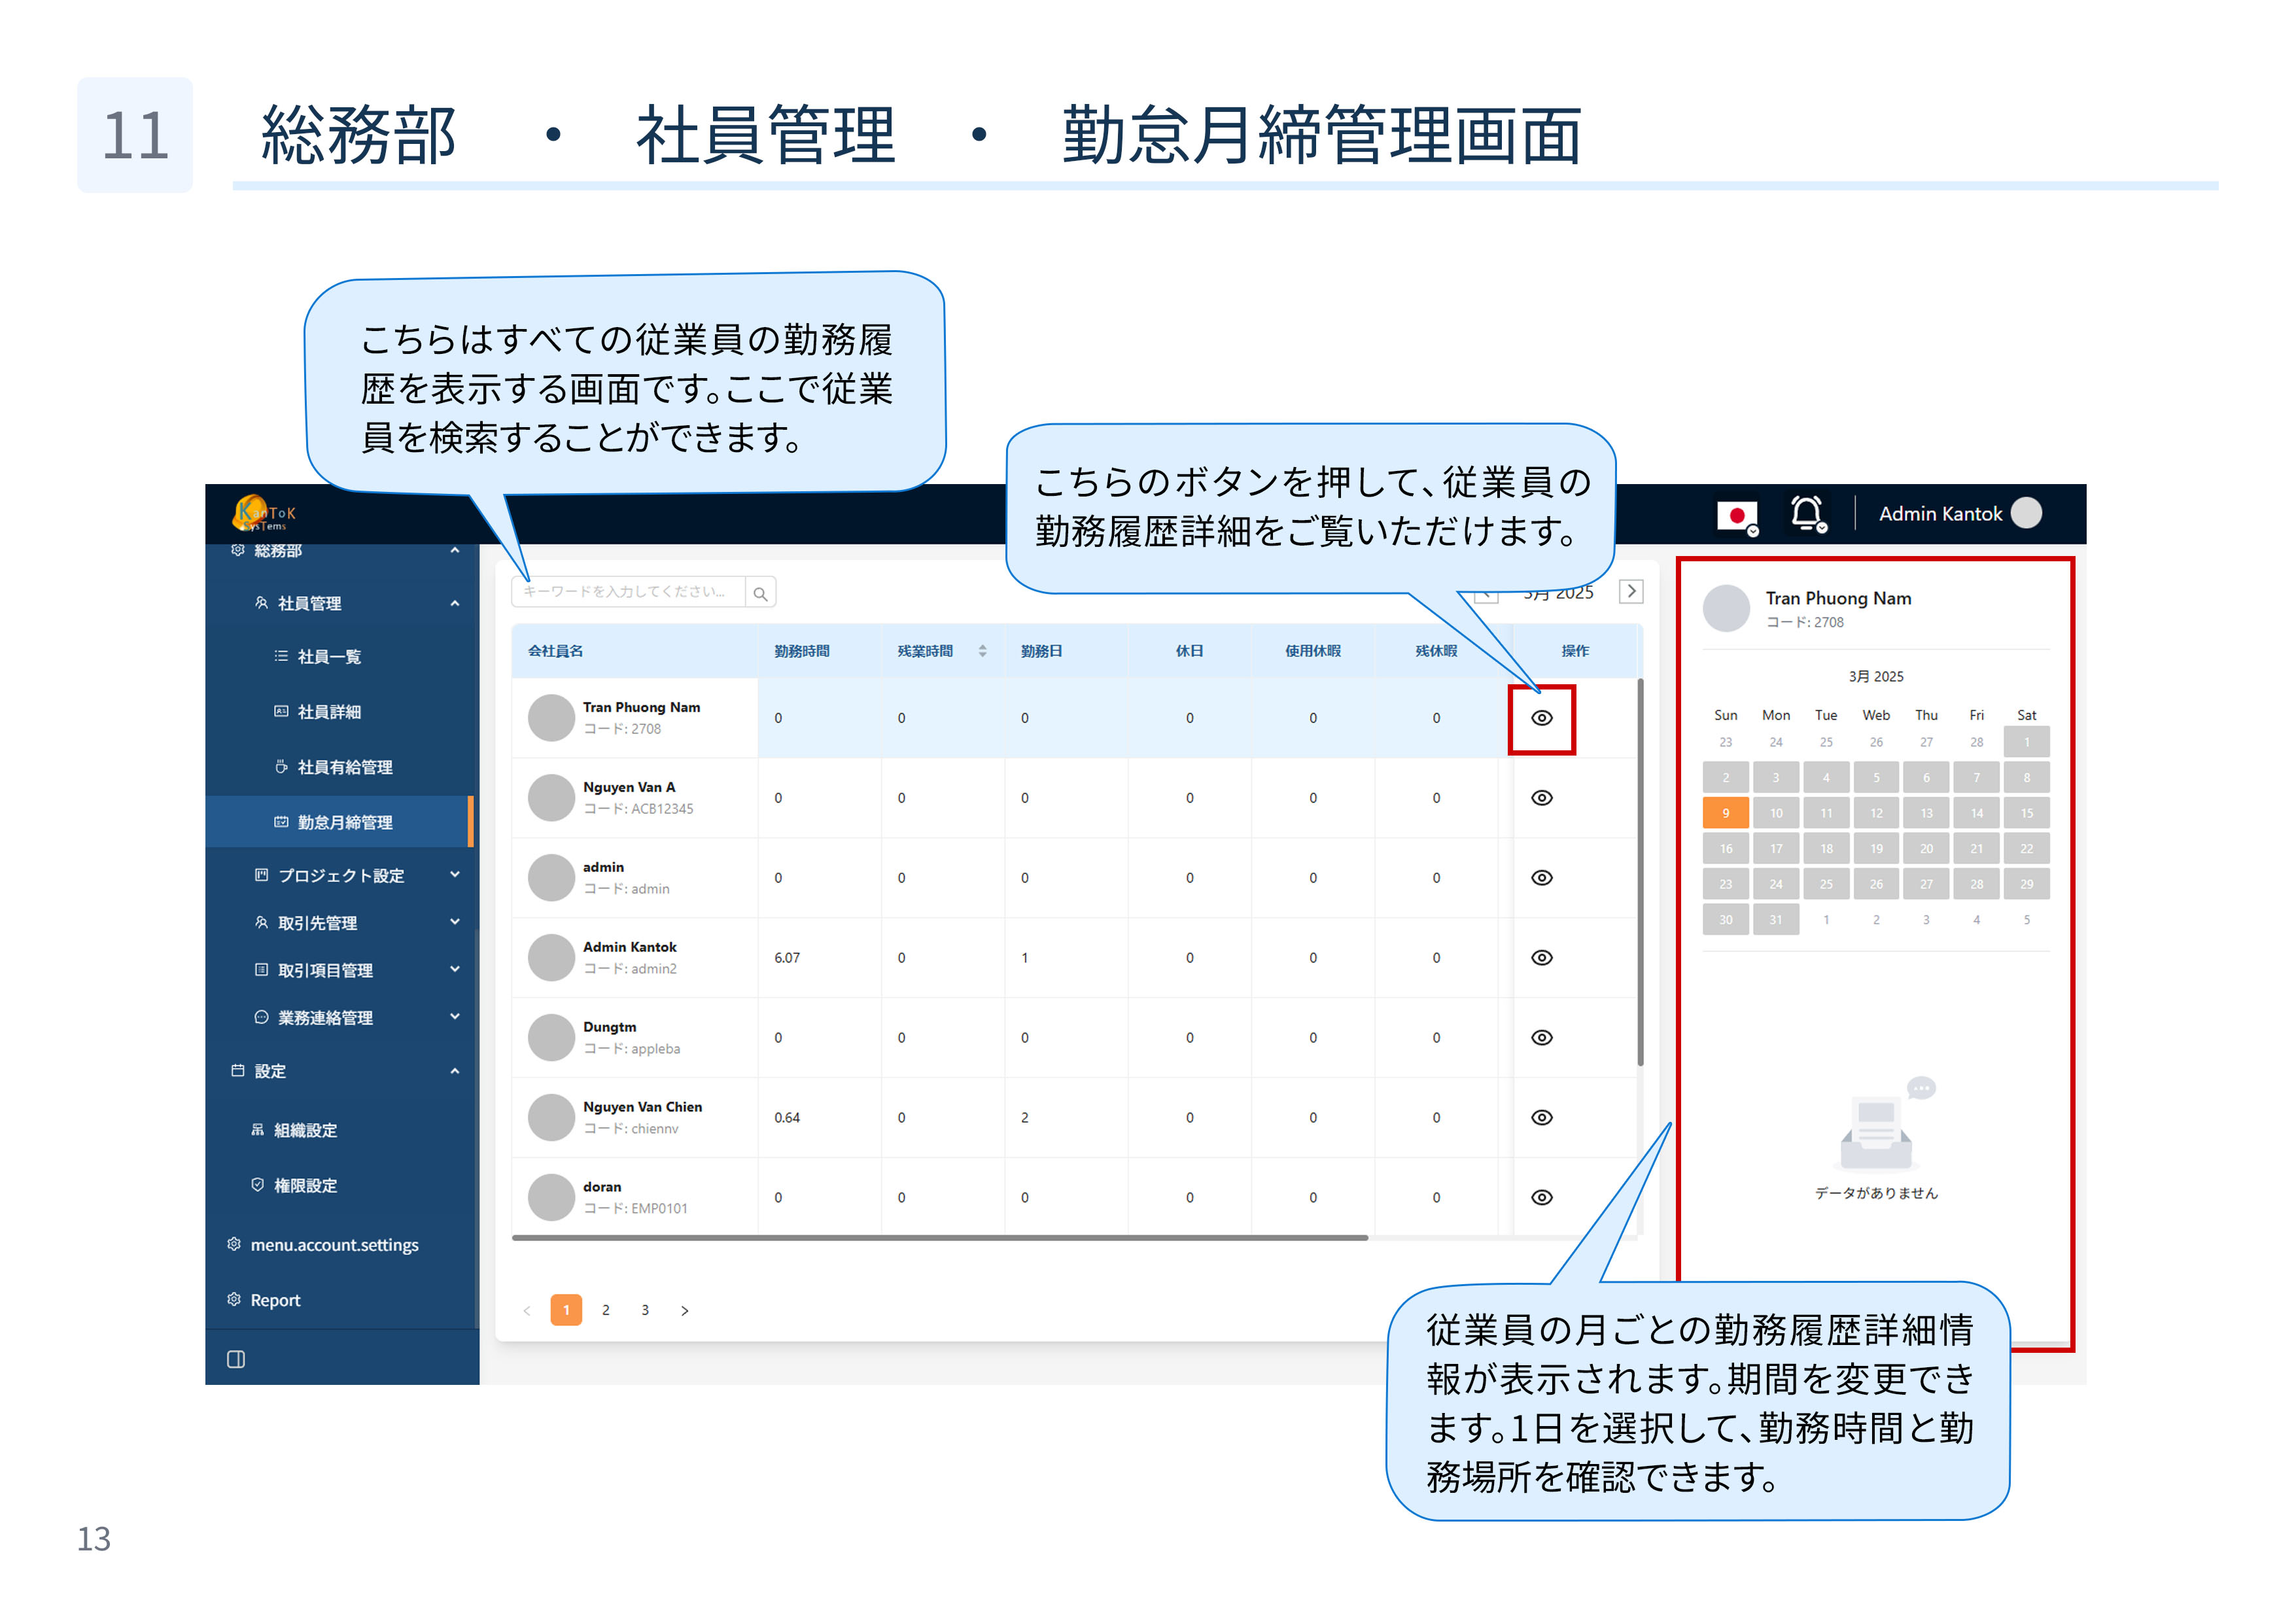 11
総務部　・　社員管理　・　勤怠月締管理画面
こちらはすべての従業員の勤務履
歴を表示する画面です。ここで従業
員を検索することができます。
こちらのボタンを押して、従業員の
勤務履歴詳細をご覧いただけます。
KanToK
SysTems
Admin Kantok
総務部
社員管理
社員一覧
社員詳細
社員有給管理
勤怠月締管理
プロジェクト設定
取引先管理
取引項目管理
業務連絡管理
設定
組織設定
権限設定
menu.account.settings
Report
キーワードを入力してください...
3月 2025
会社員名 勤務時間 残業時間 勤務日 休日 使用休暇 残休暇 操作
Tran Phuong Nam
コード: 2708
0 0 0 0 0 0
Nguyen Van A
コード: ACB12345
0 0 0 0 0 0
admin
コード: admin
0 0 0 0 0 0
Admin Kantok
コード: admin2
6.07 0 1 0 0 0
Dungtm
コード: appleba
0 0 0 0 0 0
Nguyen Van Chien
コード: chiennv
0.64 0 2 0 0 0
doran
コード: EMP0101
0 0 0 0 0 0
< 1 2 3 >
Tran Phuong Nam
コード: 2708
3月 2025
Sun Mon Tue Web Thu Fri Sat
23 24 25 26 27 28 1
2 3 4 5 6 7 8
9 10 11 12 13 14 15
16 17 18 19 20 21 22
23 24 25 26 27 28 29
30 31 1 2 3 4 5
データがありません
従業員の月ごとの勤務履歴詳細情
報が表示されます。期間を変更でき
ます。1日を選択して、勤務時間と勤
務場所を確認できます。
13